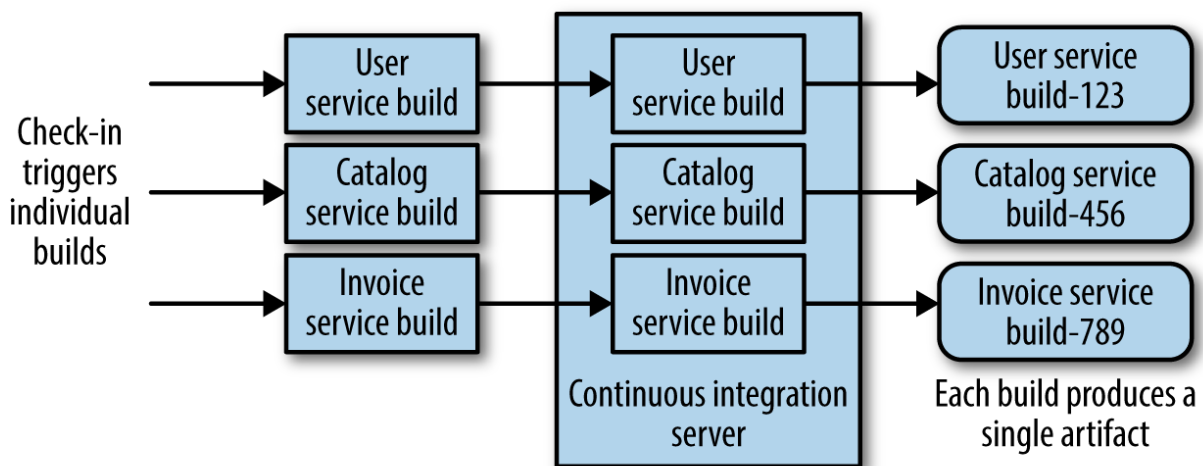 Check-in
triggers
individual
builds
User
service build
Catalog
service build
Invoice
service build
User
service build
Catalog
service build
Invoice
service build
Continuous integration
server
User service
build-123
Catalog service
build-456
Invoice service
build-789
Each build produces a
single artifact